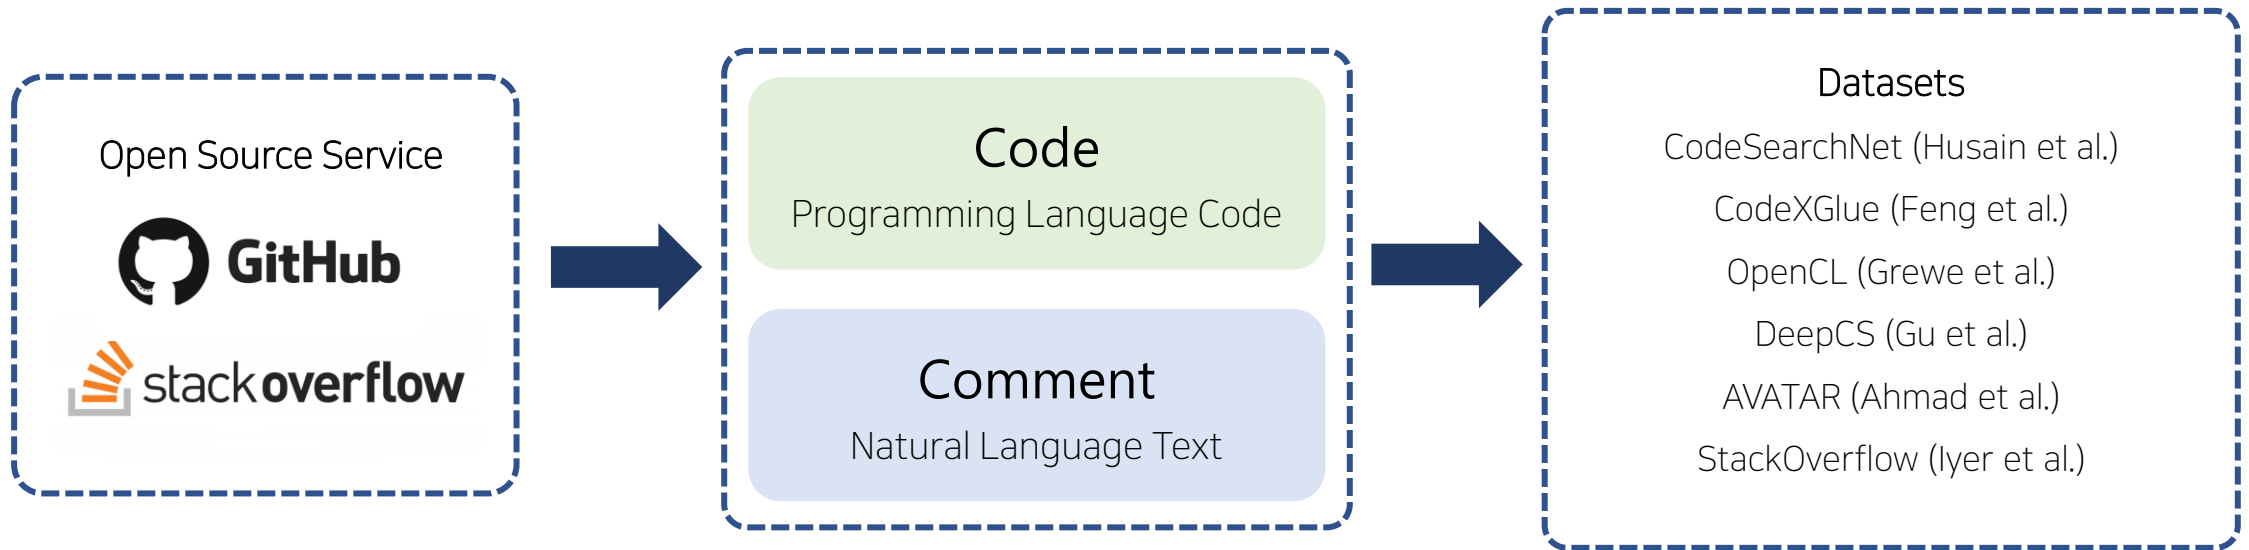 Open Source Service
GitHub
stackoverflow
Code
Programming Language Code
Comment
Natural Language Text
Datasets
CodeSearchNet (Husain et al.)
CodeXGlue (Feng et al.)
OpenCL (Grewe et al.)
DeepCS (Gu et al.)
AVATAR (Ahmad et al.)
StackOverflow (Iyer et al.)